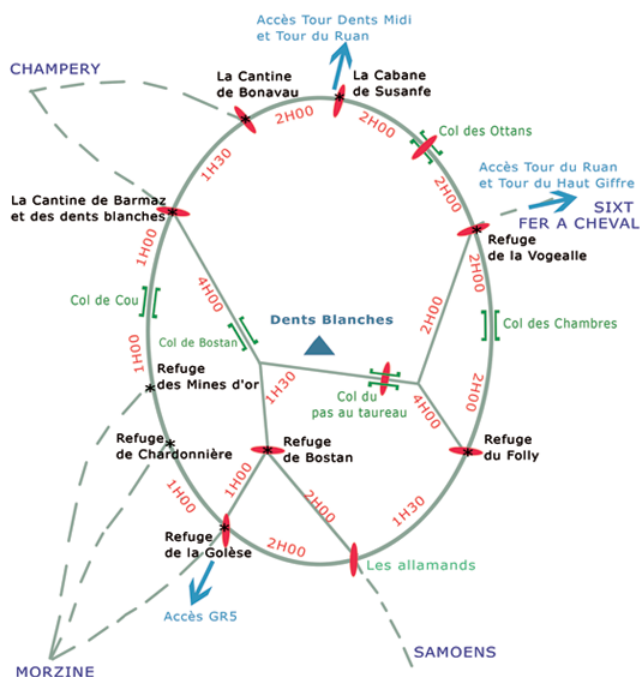 Accès Tour Dents Midi
et Tour du Ruan
CHAMPERY
La Cantine
de Bonavau
La Cabane
de Susanfe
2H00
2H00
Col des Ottans
1H30
2H00
Accès Tour du Ruan
et Tour du Haut Giffre
SIXT
FER A CHEVAL
La Cantine de Barmaz
et des dents blanches
Refuge
de la Vogealle
1H00
4H00
2H00
2H00
Col de Cou
Dents Blanches
Col des Chambres
Col de Bostan
1H00
Refuge
des Mines d'or
1H30
Col du
pas au taureau
4H00
2H00
Refuge
de Chardonnière
Refuge
de Bostan
Refuge
du Folly
1H00
1H00
2H00
1H30
Refuge
de la Golèse
2H00
Les allamands
Accès GR5
MORZINE
SAMOENS